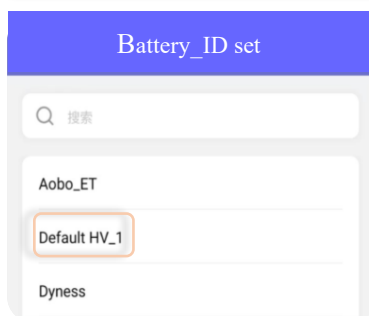 Battery_ID set
搜索
Aobo_ET
Default HV_1
Dyness